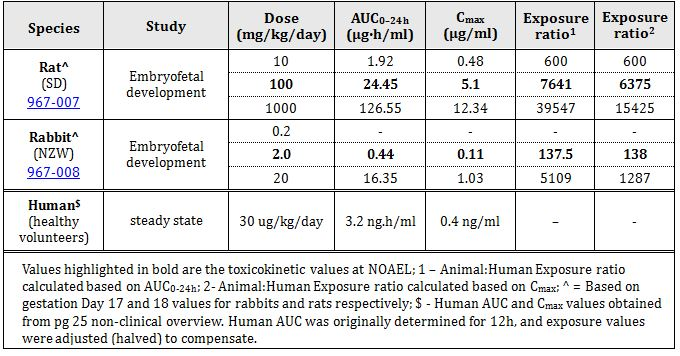 Species Study Dose (mg/kg/day) AUC0-24h (μg·h/ml) Cmax (μg/ml) Exposure ratio1 Exposure ratio2
Rat^ (SD) 967-007 Embryofetal development
10 1.92 0.48 600 600
100 24.45 5.1 7641 6375
1000 126.55 12.34 39547 15425
Rabbit^ (NZW) 967-008 Embryofetal development
0.2 - - - -
2.0 0.44 0.11 137.5 138
20 16.35 1.03 5109 1287
Human$ (healthy volunteers) steady state 30 ug/kg/day 3.2 ng.h/ml 0.4 ng/ml – –
Values highlighted in bold are the toxicokinetic values at NOAEL; 1 – Animal:Human Exposure ratio
calculated based on AUC0-24h; 2- Animal:Human Exposure ratio calculated based on Cmax; ^ = Based on
gestation Day 17 and 18 values for rabbits and rats respectively; $ - Human AUC and Cmax values obtained
from pg 25 non-clinical overview. Human AUC was originally determined for 12h, and exposure values
were adjusted (halved) to compensate.